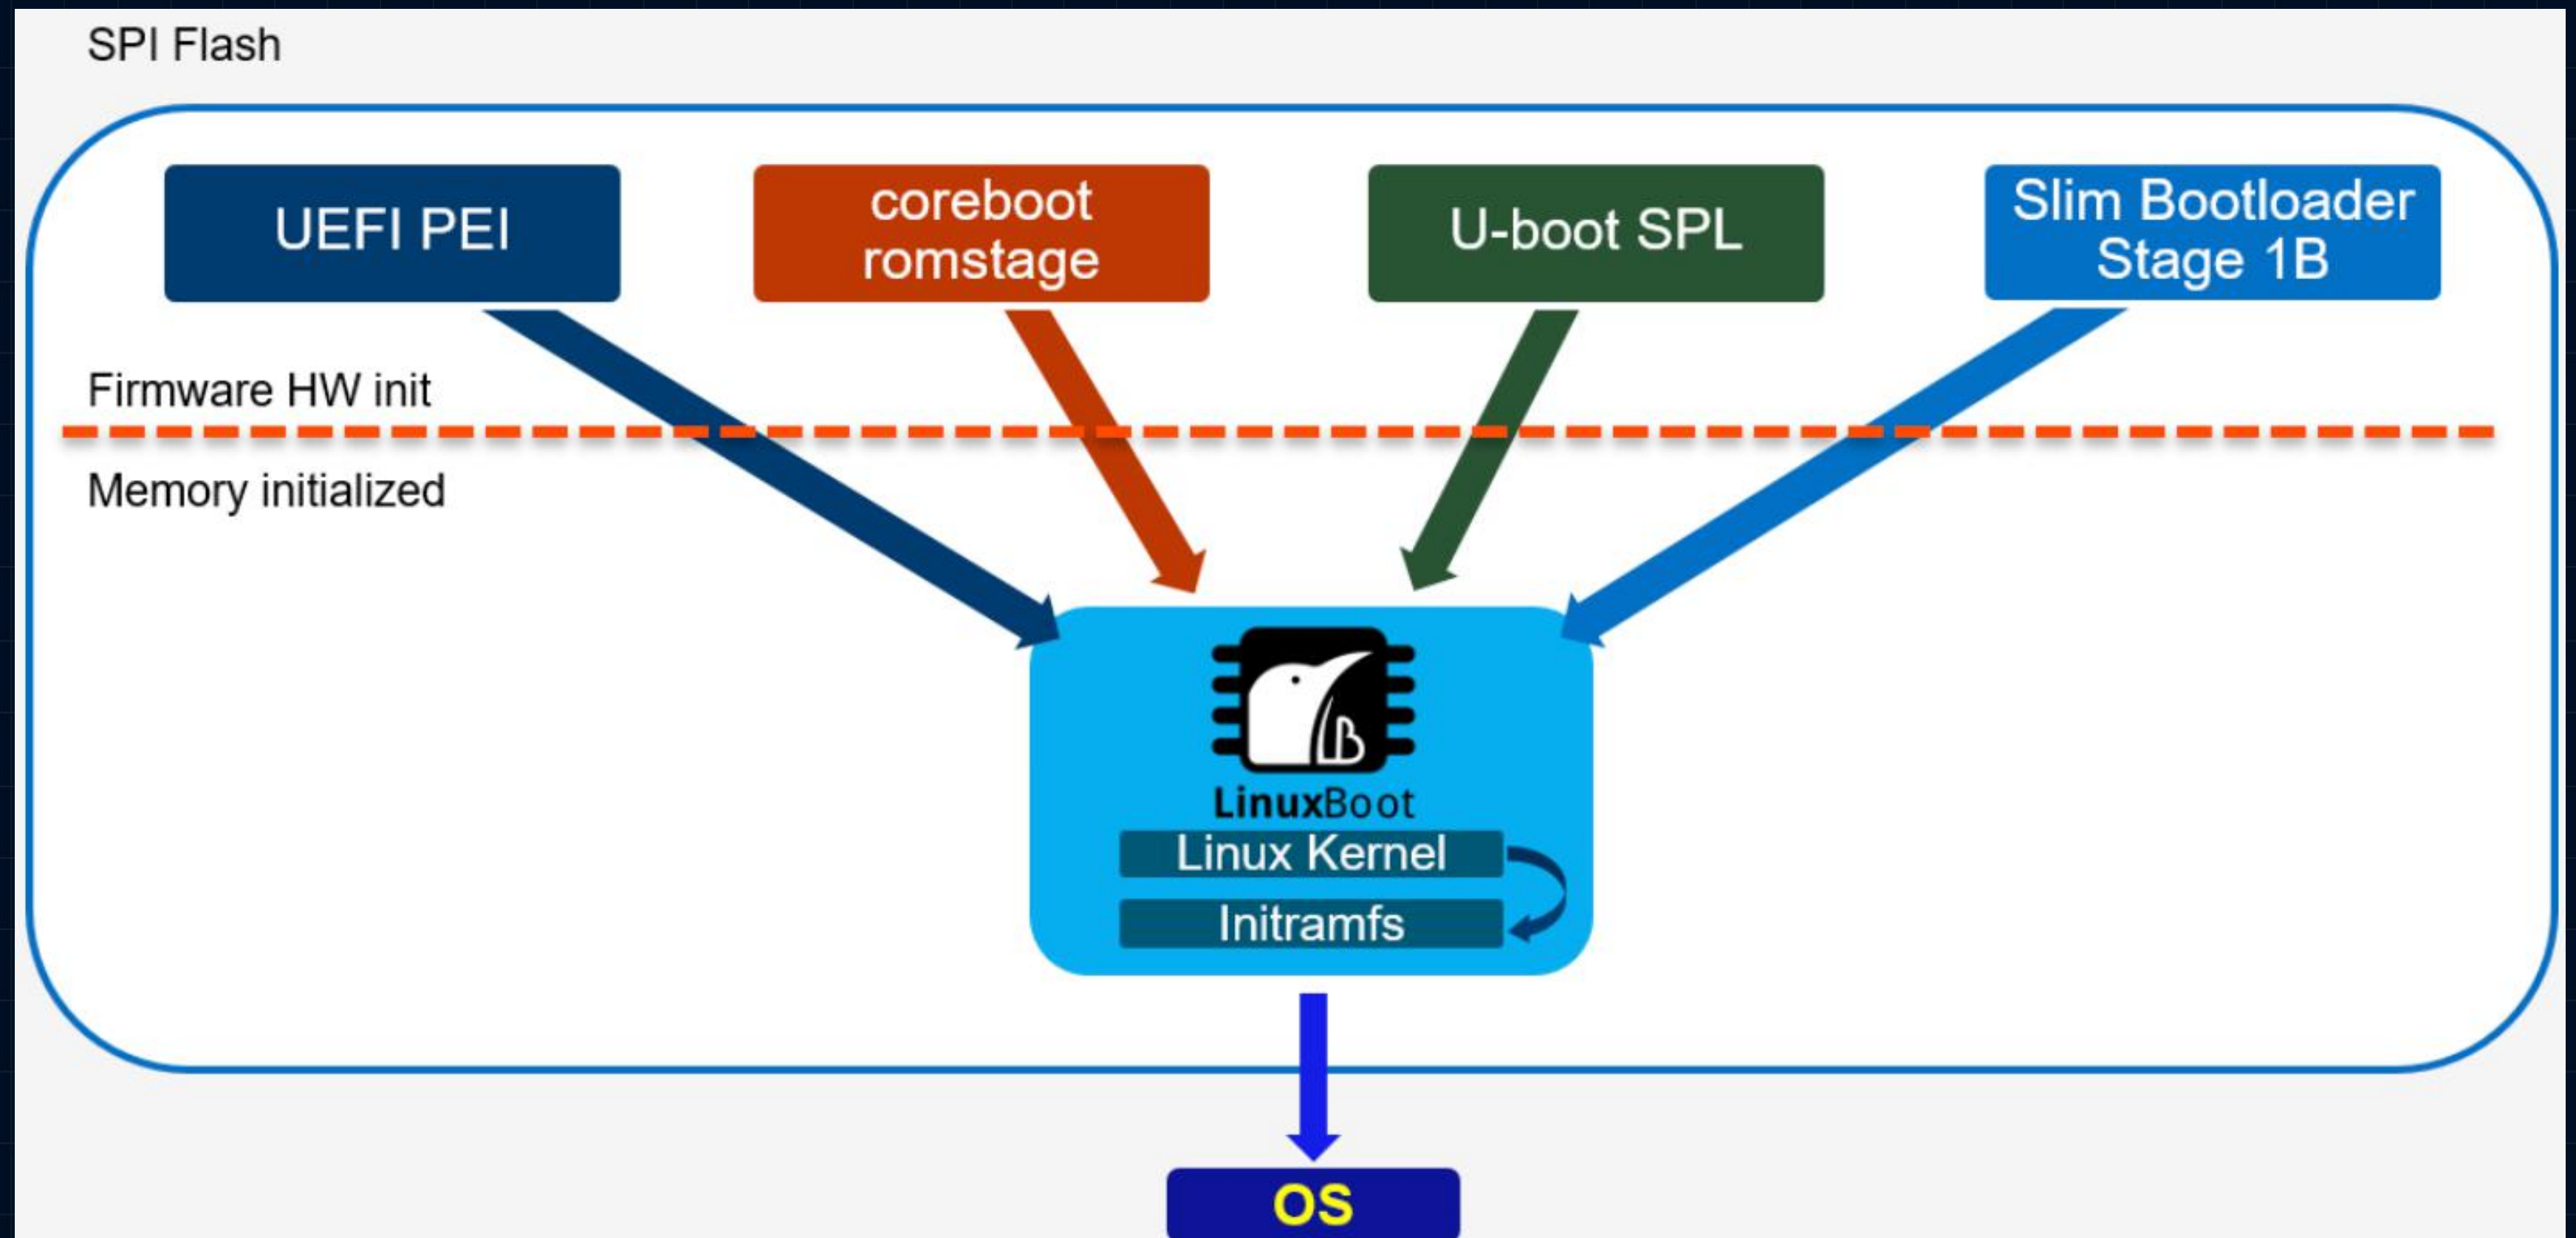 SPI Flash
UEFI PEI
coreboot
romstage
U-boot SPL
Slim Bootloader
Stage 1B
Firmware HW init
Memory initialized
LB
LinuxBoot
Linux Kernel
Initramfs
OS